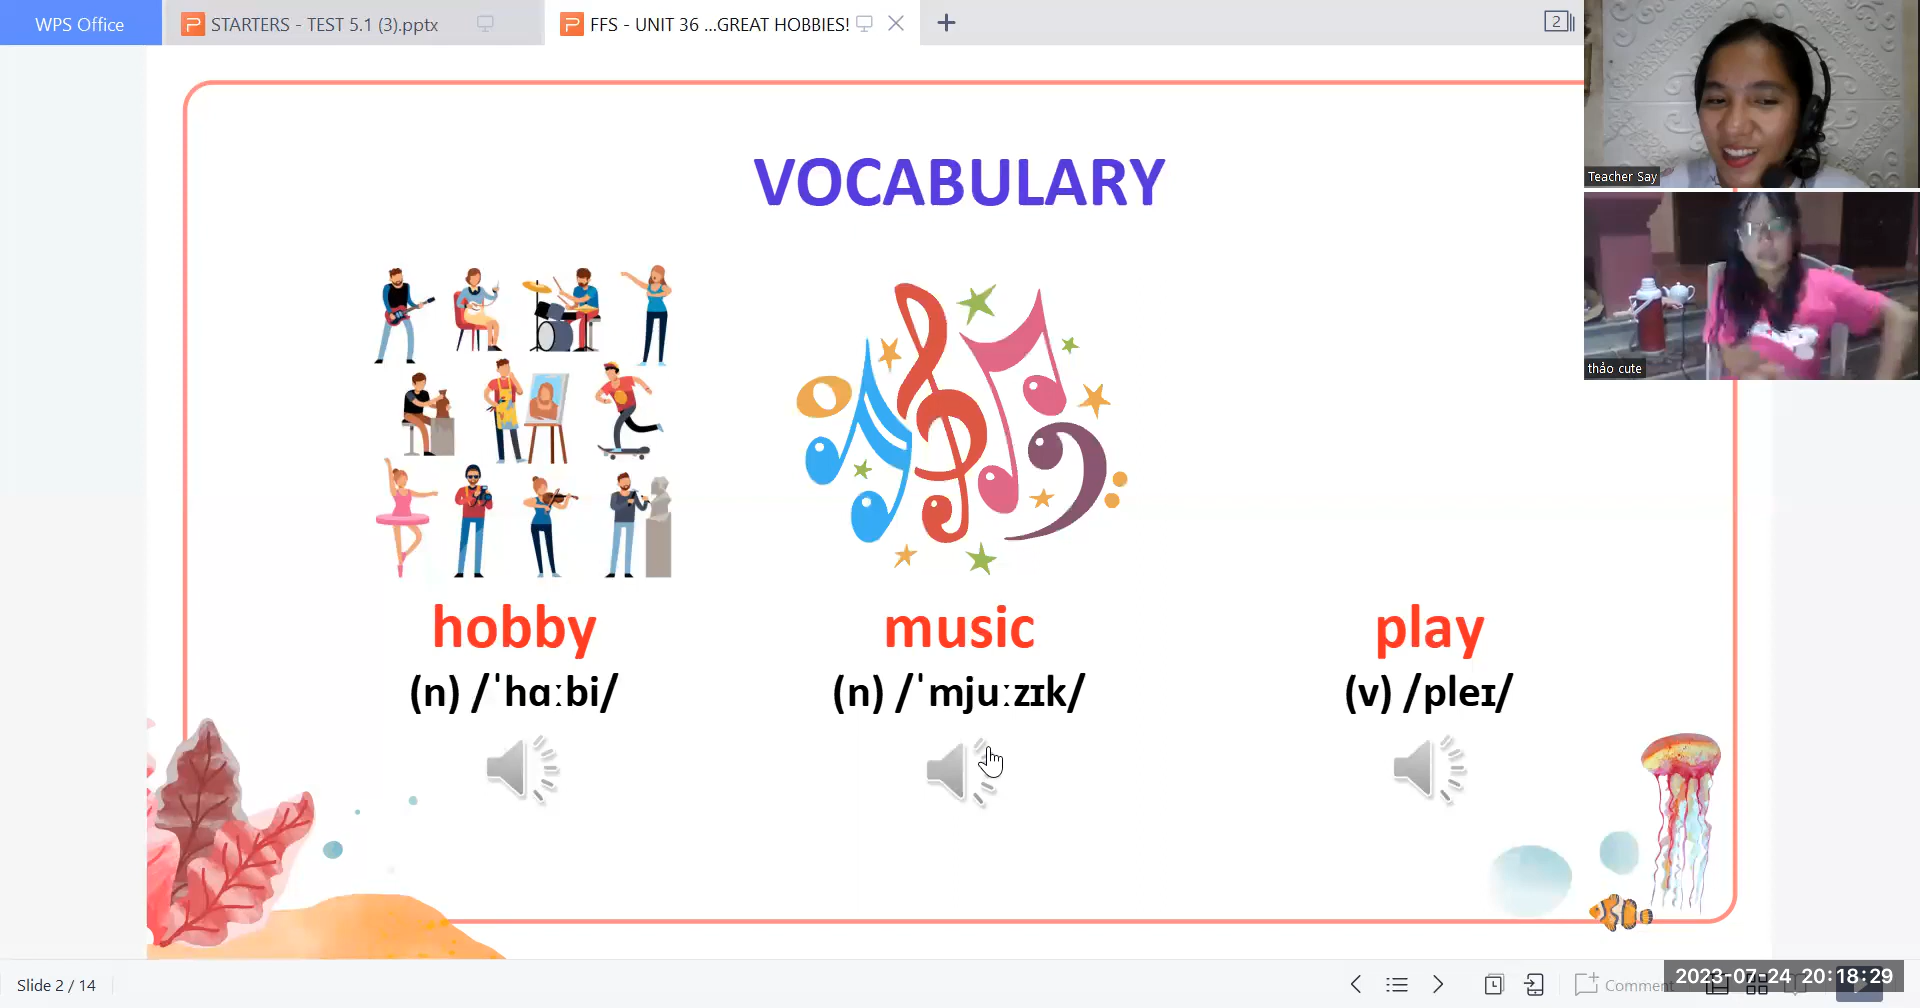 WPS Office
STARTERS - TEST 5.1 (3).pptx
FFS - UNIT 36 ...GREAT HOBBIES!
2
Teacher Say
thảo cute
VOCABULARY
hobby
(n) /ˈhɑːbi/
music
(n) /ˈmjuːzɪk/
play
(v) /pleɪ/
Slide 2 / 14
Comment
2023-07-24 20:18:29